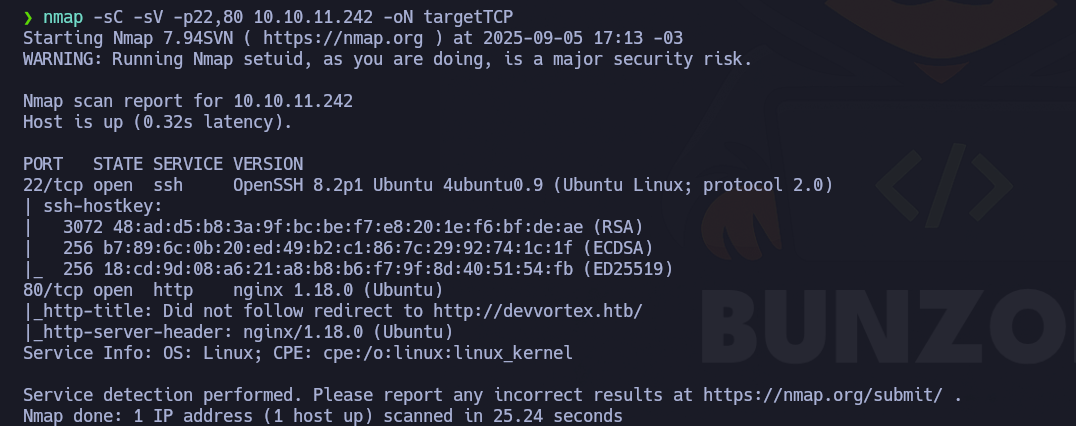 ❯ nmap -sC -sV -p22,80 10.10.11.242 -oN targetTCP
Starting Nmap 7.94SVN ( https://nmap.org ) at 2025-09-05 17:13 -03
WARNING: Running Nmap setuid, as you are doing, is a major security risk.
Nmap scan report for 10.10.11.242
Host is up (0.32s latency).
PORT   STATE SERVICE VERSION
22/tcp open  ssh     OpenSSH 8.2p1 Ubuntu 4ubuntu0.9 (Ubuntu Linux; protocol 2.0)
| ssh-hostkey:
|   3072 48:ad:d5:b8:3a:9f:bc:be:f7:e8:20:1e:f6:bf:de:ae (RSA)
|   256 b7:89:6c:0b:20:ed:49:b2:c1:86:7c:29:92:74:1c:1f (ECDSA)
|_  256 18:cd:9d:08:a6:21:a8:b8:b6:f7:9f:8d:40:51:54:fb (ED25519)
80/tcp open  http    nginx 1.18.0 (Ubuntu)
|_http-title: Did not follow redirect to http://devvortex.htb/
|_http-server-header: nginx/1.18.0 (Ubuntu)
Service Info: OS: Linux; CPE: cpe:/o:linux:linux_kernel
Service detection performed. Please report any incorrect results at https://nmap.org/submit/ .
Nmap done: 1 IP address (1 host up) scanned in 25.24 seconds